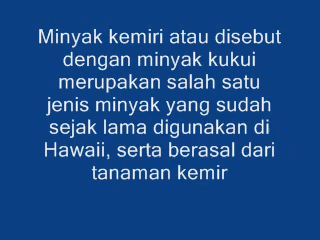 Minyak kemiri atau disebut
dengan minyak kukui
merupakan salah satu
jenis minyak yang sudah
sejak lama digunakan di
Hawaii, serta berasal dari
tanaman kemir